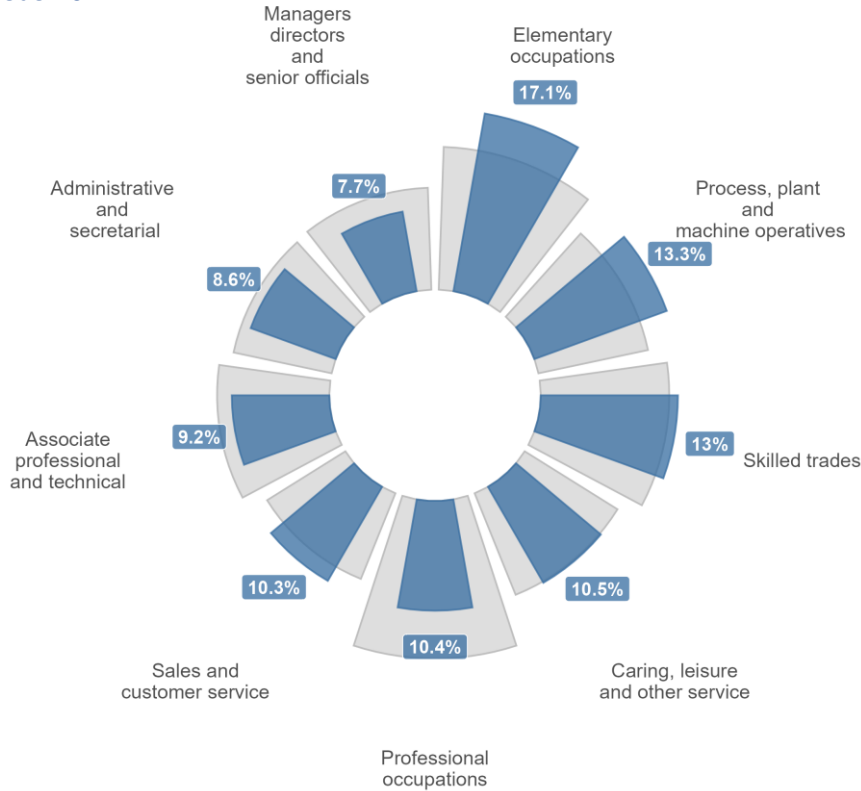 Managers
directors
and
senior officials
Elementary
occupations
17.1%
Process, plant
and
machine operatives
13.3%
Skilled trades
13%
Caring, leisure
and other service
10.5%
Professional
occupations
10.4%
Sales and
customer service
10.3%
Associate
professional
and technical
9.2%
Administrative
and
secretarial
8.6%
7.7%